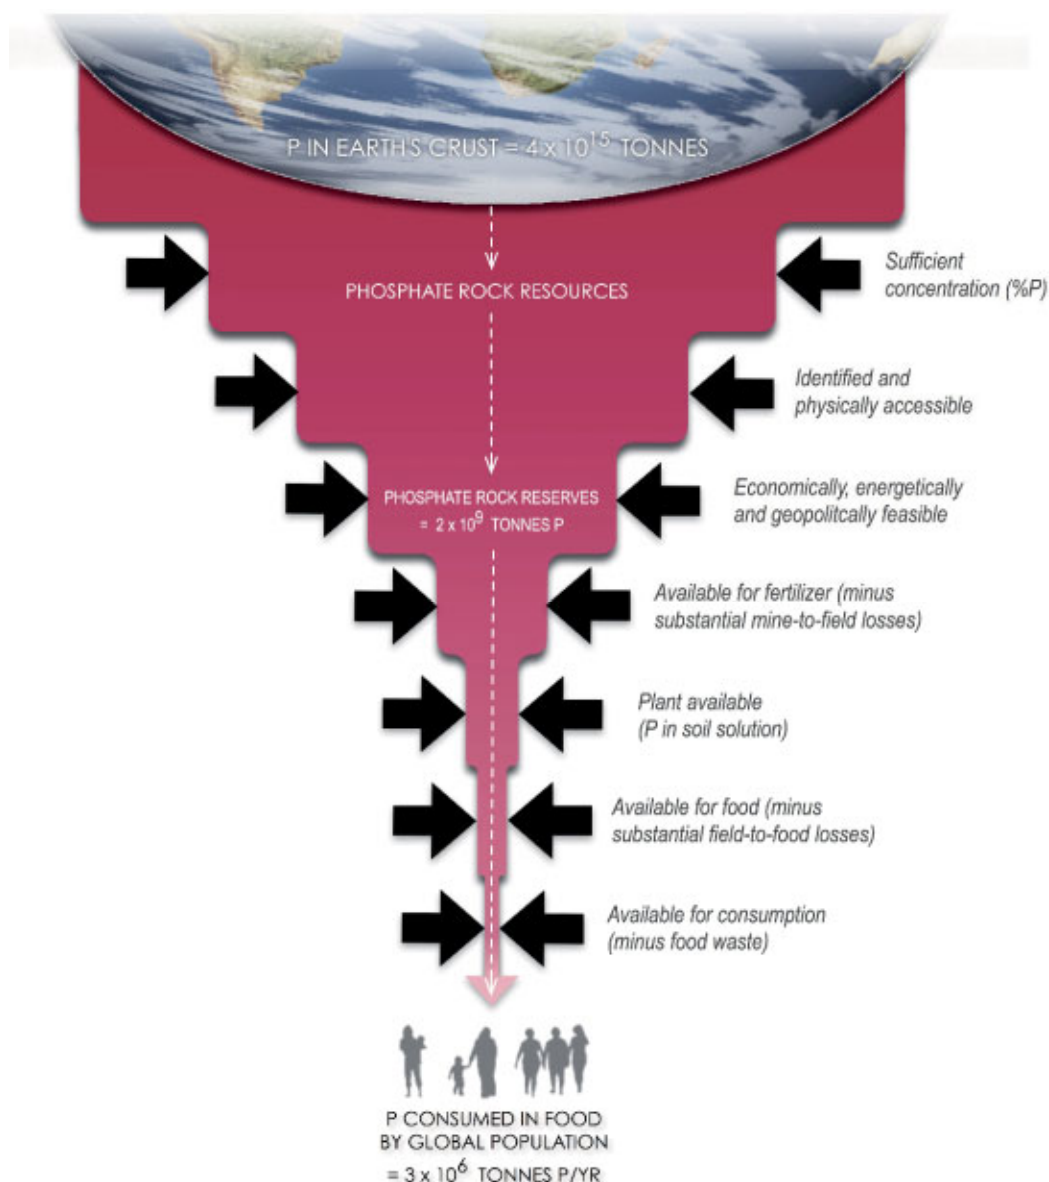 P IN EARTH'S CRUST = 4 x 10¹⁵ TONNES
PHOSPHATE ROCK RESOURCES
Sufficient
concentration (%P)
Identified and
physically accessible
PHOSPHATE ROCK RESERVES
= 2 x 10⁹ TONNES P
Economically, energetically
and geopolitcally feasible
Available for fertilizer (minus
substantial mine-to-field losses)
Plant available
(P in soil solution)
Available for food (minus
substantial field-to-food losses)
Available for consumption
(minus food waste)
P CONSUMED IN FOOD
BY GLOBAL POPULATION
= 3 x 10⁶ TONNES P/YR